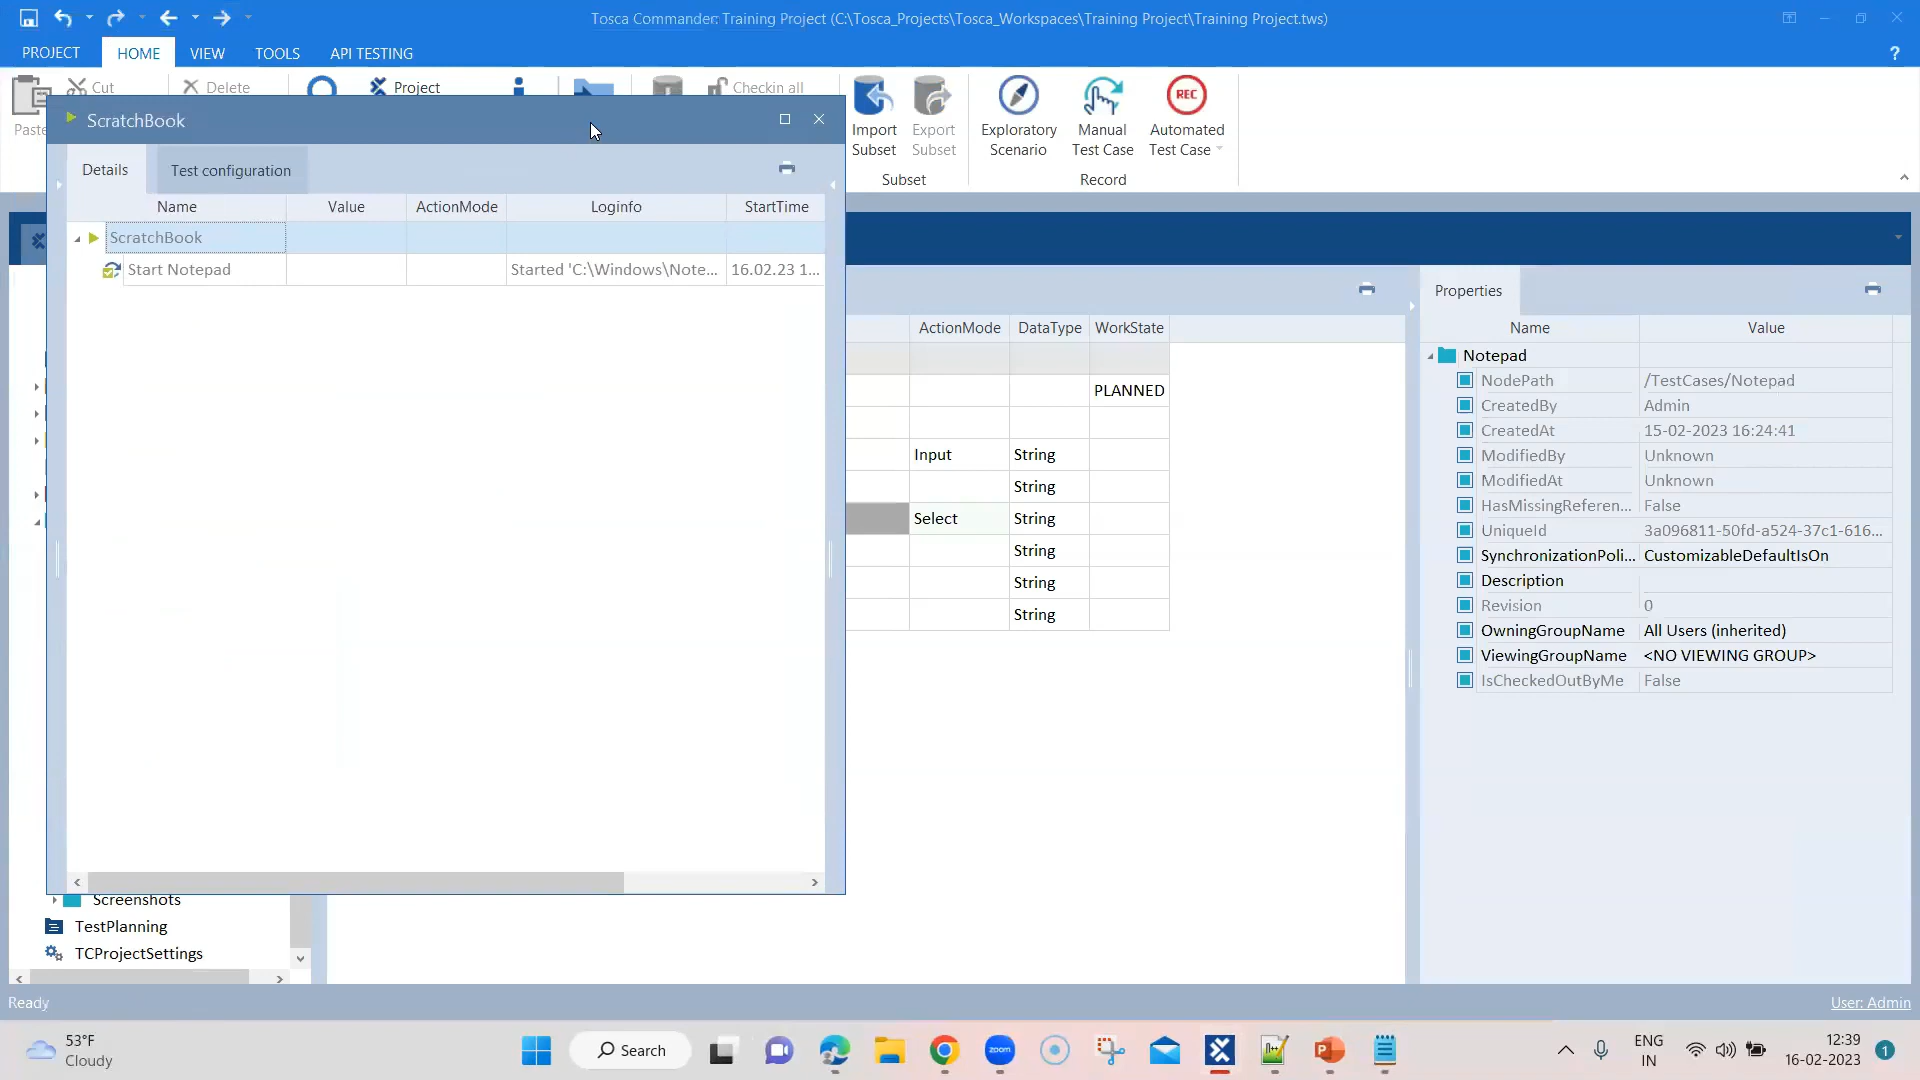 Tosca Commander: Training Project (C:\Tosca_Projects\Tosca_Workspaces\Training Project\Training Project.tws)
PROJECT HOME VIEW TOOLS API TESTING ?
Paste Cut Delete Project Checkin all
Import Subset Export Subset Exploratory Scenario Manual Test Case REC Automated Test Case
Subset Record
ScratchBook
Details Test configuration
Name Value ActionMode Loginfo StartTime
ScratchBook
Start Notepad Started 'C:\Windows\Note... 16.02.23 1...
ActionMode DataType WorkState
PLANNED
Input String
String
Select String
String
String
String
Properties
Name Value
Notepad
NodePath /TestCases/Notepad
CreatedBy Admin
CreatedAt 15-02-2023 16:24:41
ModifiedBy Unknown
ModifiedAt Unknown
HasMissingReferen... False
UniqueId 3a096811-50fd-a524-37c1-616...
SynchronizationPoli... CustomizableDefaultIsOn
Description
Revision 0
OwningGroupName All Users (inherited)
ViewingGroupName <NO VIEWING GROUP>
IsCheckedOutByMe False
Screenshots
TestPlanning
TCProjectSettings
Ready User: Admin
53°F
Cloudy
Search
zoom
ENG
IN
12:39
16-02-2023
1